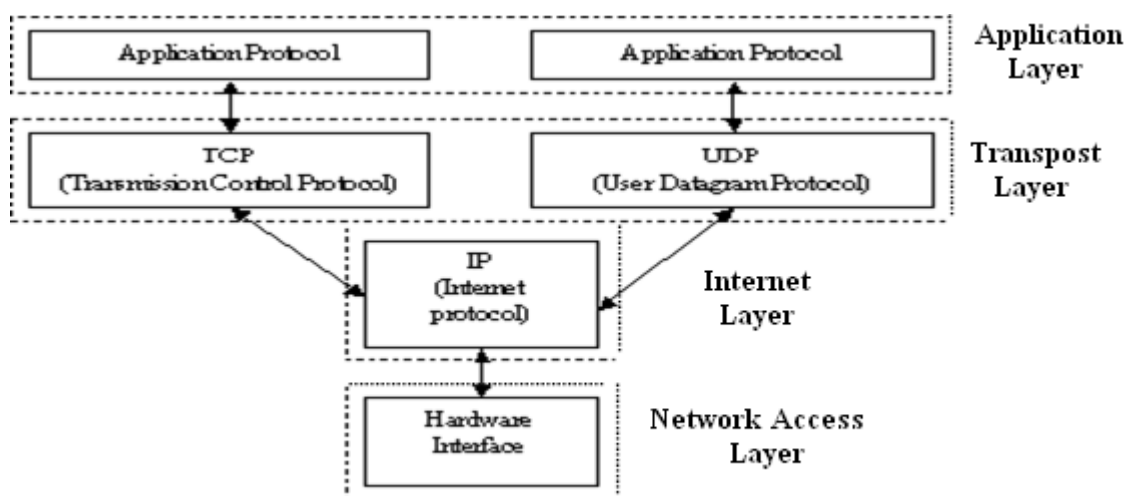 Application Protocol
Application Protocol
Application
Layer
TCP
(Transmission Control Protocol)
UDP
(User Datagram Protocol)
Transpost
Layer
IP
(Internet
protocol)
Internet
Layer
Hardware
Interface
Network Access
Layer